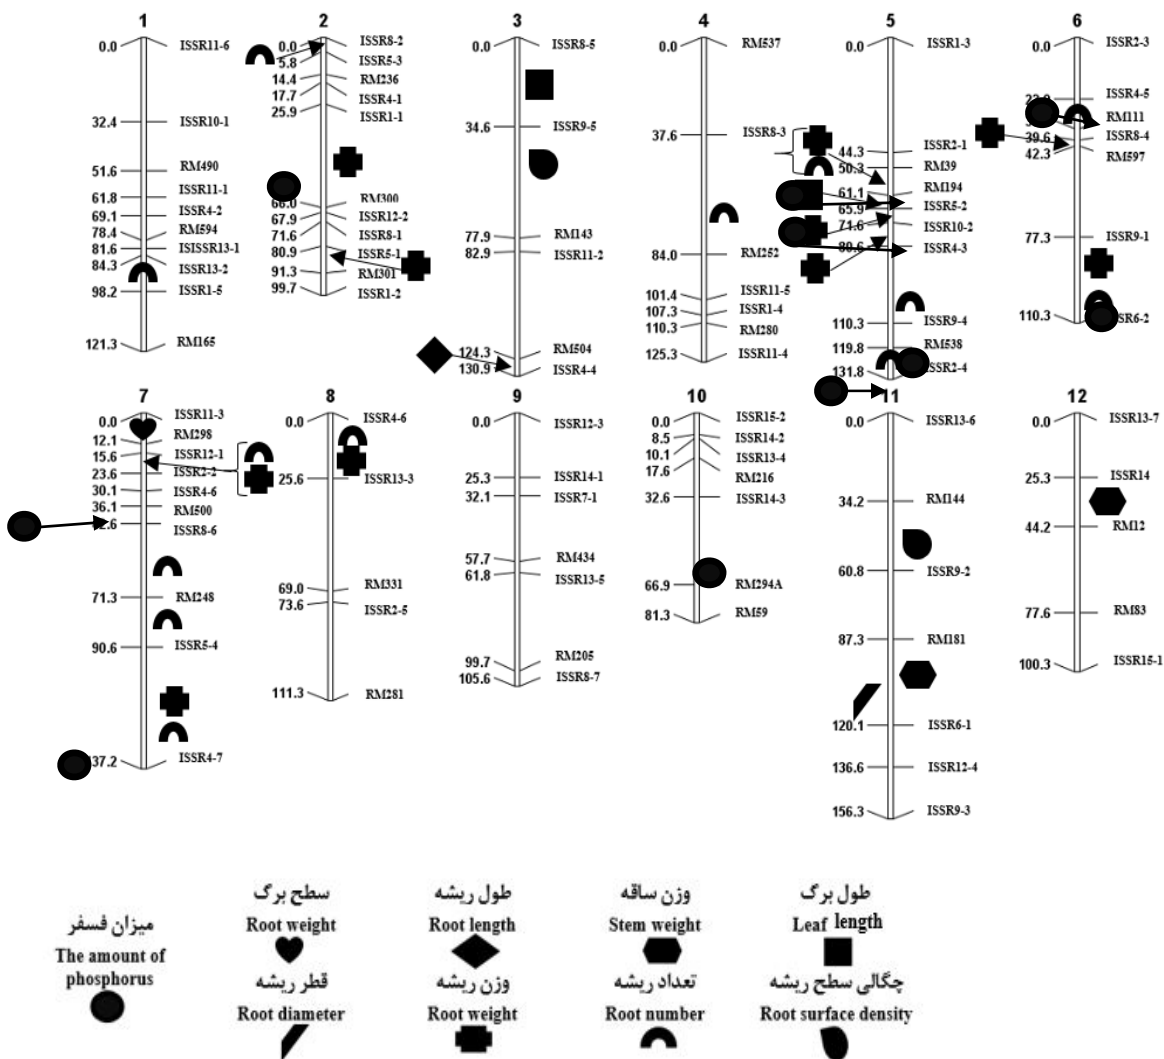 1
0.0 ISSR11-6
32.4 ISSR10-1
51.6 RM490
61.8 ISSR11-1
69.1 ISSR4-2
78.4 RM594
81.6 ISISSR13-1
84.3 ISSR13-2
98.2 ISSR1-5
121.3 RM165
2
0.0 ISSR8-2
5.8 ISSR5-3
14.4 RM236
17.7 ISSR4-1
25.9 ISSR1-1
66.0 RM300
67.9 ISSR12-2
71.6 ISSR8-1
80.9 ISSR5-1
91.3 RM301
99.7 ISSR1-2
3
0.0 ISSR8-5
34.6 ISSR9-5
77.9 RM143
82.9 ISSR11-2
124.3 RM504
130.9 ISSR4-4
4
0.0 RM537
37.6 ISSR8-3
84.0 RM252
101.4 ISSR11-5
107.3 ISSR1-4
110.3 RM280
125.3 ISSR11-4
5
0.0 ISSR1-3
44.3 ISSR2-1
50.3 RM39
61.1 RM194
65.9 ISSR5-2
71.6 ISSR10-2
80.6 ISSR4-3
110.3 ISSR9-4
119.8 RM538
131.8 ISSR2-4
6
0.0 ISSR2-3
ISSR4-5
RM111
39.6 ISSR8-4
42.3 RM597
77.3 ISSR9-1
110.3 SSR6-2
7
0.0 ISSR11-3
12.1 RM298
15.6 ISSR12-1
23.6 ISSR2-2
30.1 ISSR4-6
36.1 RM500
2.6 ISSR8-6
71.3 RM248
90.6 ISSR5-4
37.2 ISSR4-7
8
0.0 ISSR4-6
25.6 ISSR13-3
69.0 RM331
73.6 ISSR2-5
111.3 RM281
9
0.0 ISSR12-3
25.3 ISSR14-1
32.1 ISSR7-1
57.7 RM434
61.8 ISSR13-5
99.7 RM205
105.6 ISSR8-7
10
0.0 ISSR15-2
8.5 ISSR14-2
10.1 ISSR13-4
17.6 RM216
32.6 ISSR14-3
66.9 RM294A
81.3 RM59
11
0.0 ISSR13-6
34.2 RM144
60.8 ISSR9-2
87.3 RM181
120.1 ISSR6-1
136.6 ISSR12-4
156.3 ISSR9-3
12
0.0 ISSR13-7
25.3 ISSR14
44.2 RM12
77.6 RM83
100.3 ISSR15-1
میزان فسفر
The amount of
phosphorus
سطح برگ
Root weight
طول ریشه
Root length
وزن ساقه
Stem weight
طول برگ
Leaf length
قطر ریشه
Root diameter
وزن ریشه
Root weight
تعداد ریشه
Root number
چگالی سطح ریشه
Root surface density